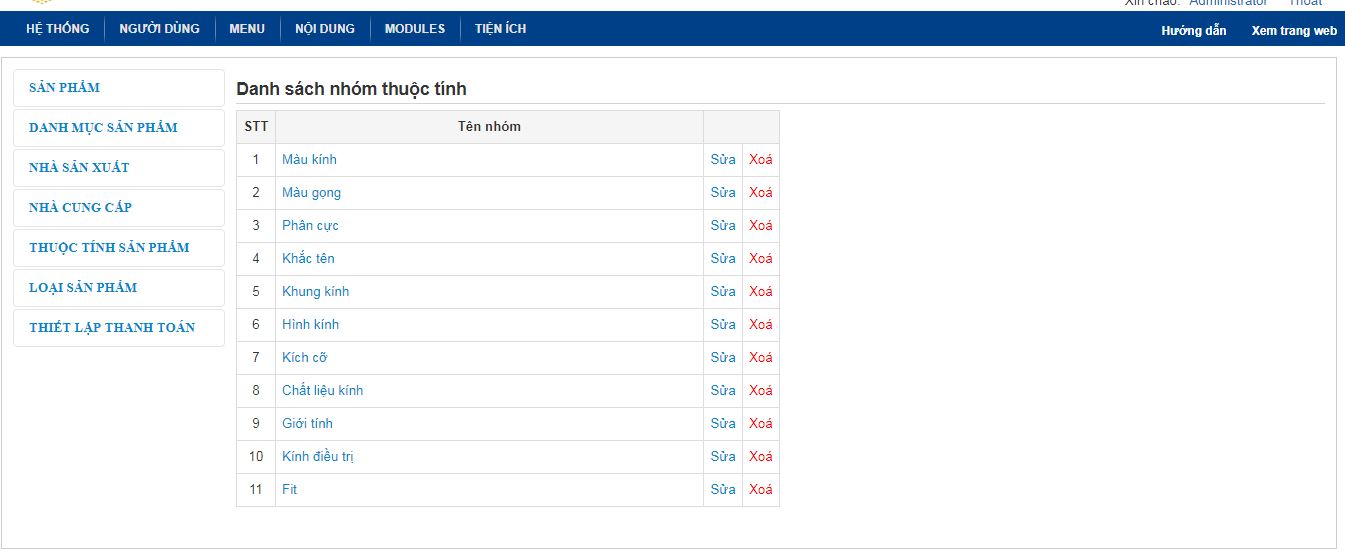 Xin chào: Administrator Thoát
HỆ THỐNG NGƯỜI DÙNG MENU NỘI DUNG MODULES TIỆN ÍCH Hướng dẫn Xem trang web
SẢN PHẨM
DANH MỤC SẢN PHẨM
NHÀ SẢN XUẤT
NHÀ CUNG CẤP
THUỘC TÍNH SẢN PHẨM
LOẠI SẢN PHẨM
THIẾT LẬP THANH TOÁN
Danh sách nhóm thuộc tính
STT Tên nhóm
1 Màu kính Sửa Xoá
2 Màu gọng Sửa Xoá
3 Phân cực Sửa Xoá
4 Khắc tên Sửa Xoá
5 Khung kính Sửa Xoá
6 Hình kính Sửa Xoá
7 Kích cỡ Sửa Xoá
8 Chất liệu kính Sửa Xoá
9 Giới tính Sửa Xoá
10 Kính điều trị Sửa Xoá
11 Fit Sửa Xoá